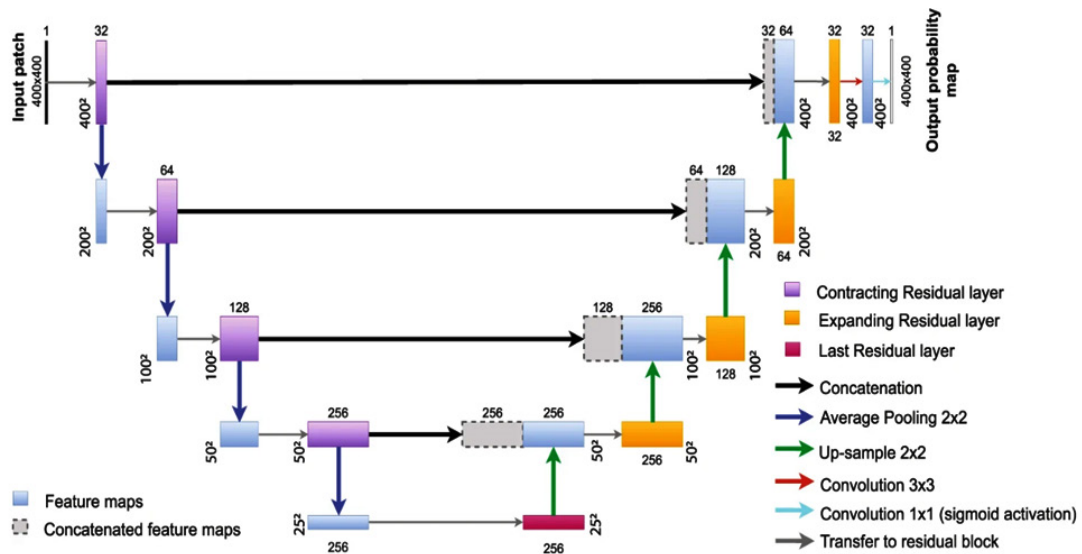 1
32
32
64
32
32
1
Input patch
400x400
400²
400²
400²
400²
400x400
Output probability
map
32
64
64
128
200²
200²
200²
200²
64
128
128
256
100²
100²
100²
100²
128
256
256
256
50²
50²
50²
50²
256
25²
25²
256
256
Contracting Residual layer
Expanding Residual layer
Last Residual layer
Concatenation
Average Pooling 2x2
Up-sample 2x2
Convolution 3x3
Convolution 1x1 (sigmoid activation)
Transfer to residual block
Feature maps
Concatenated feature maps